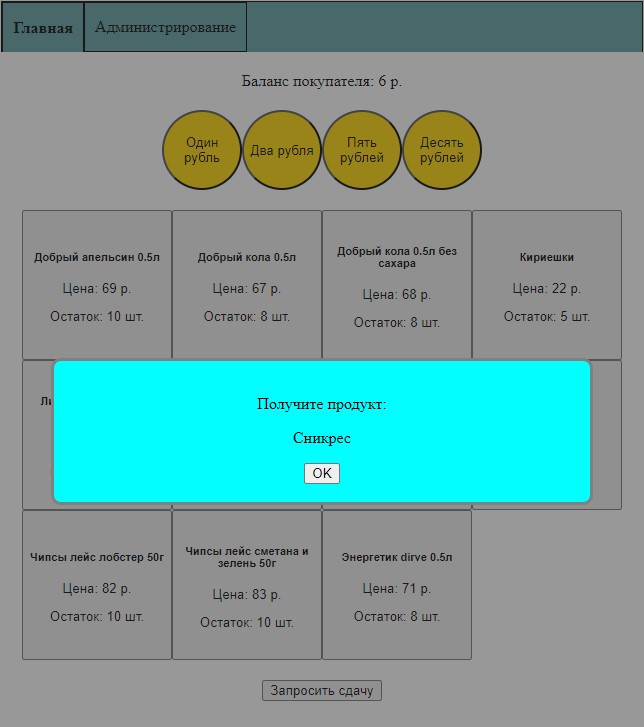 Главная Администрирование
Баланс покупателя: 6 р.
Один рубль
Два рубля
Пять рублей
Десять рублей
Добрый апельсин 0.5л
Цена: 69 р.
Остаток: 10 шт.
Добрый кола 0.5л
Цена: 67 р.
Остаток: 8 шт.
Добрый кола 0.5л без
сахара
Цена: 68 р.
Остаток: 8 шт.
Кириешки
Цена: 22 р.
Остаток: 5 шт.
Получите продукт:
Сникрес
OK
Чипсы лейс лобстер 50г
Цена: 82 р.
Остаток: 10 шт.
Чипсы лейс сметана и
зелень 50г
Цена: 83 р.
Остаток: 10 шт.
Энергетик dirve 0.5л
Цена: 71 р.
Остаток: 8 шт.
Запросить сдачу